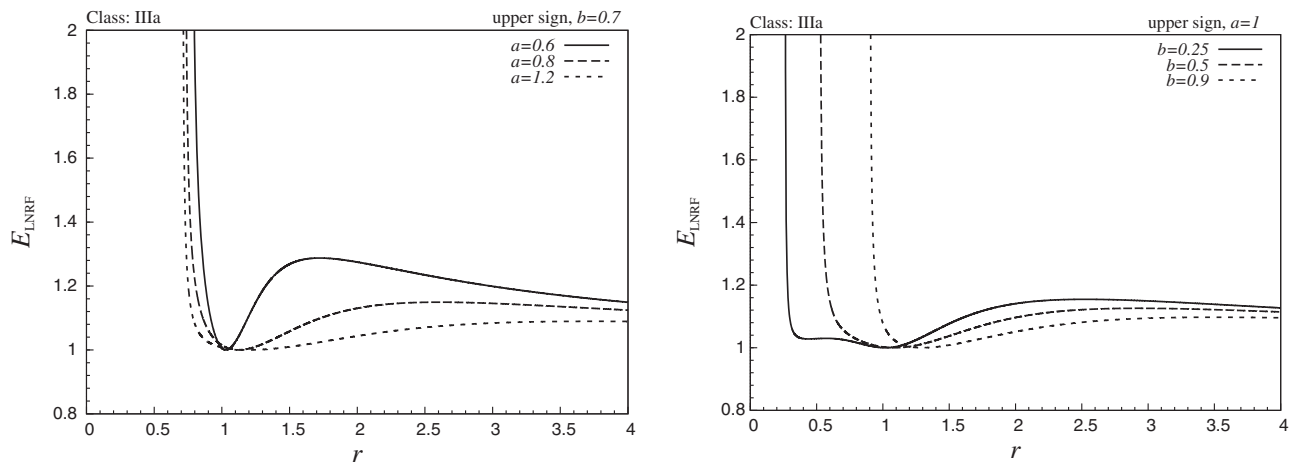 Class: IIIa upper sign, b=0.7
a=0.6
a=0.8
a=1.2
2
1.8
1.6
1.4
1.2
1
0.8
E_LNRF
0 0.5 1 1.5 2 2.5 3 3.5 4
r
Class: IIIa upper sign, a=1
b=0.25
b=0.5
b=0.9
2
1.8
1.6
1.4
1.2
1
0.8
E_LNRF
0 0.5 1 1.5 2 2.5 3 3.5 4
r